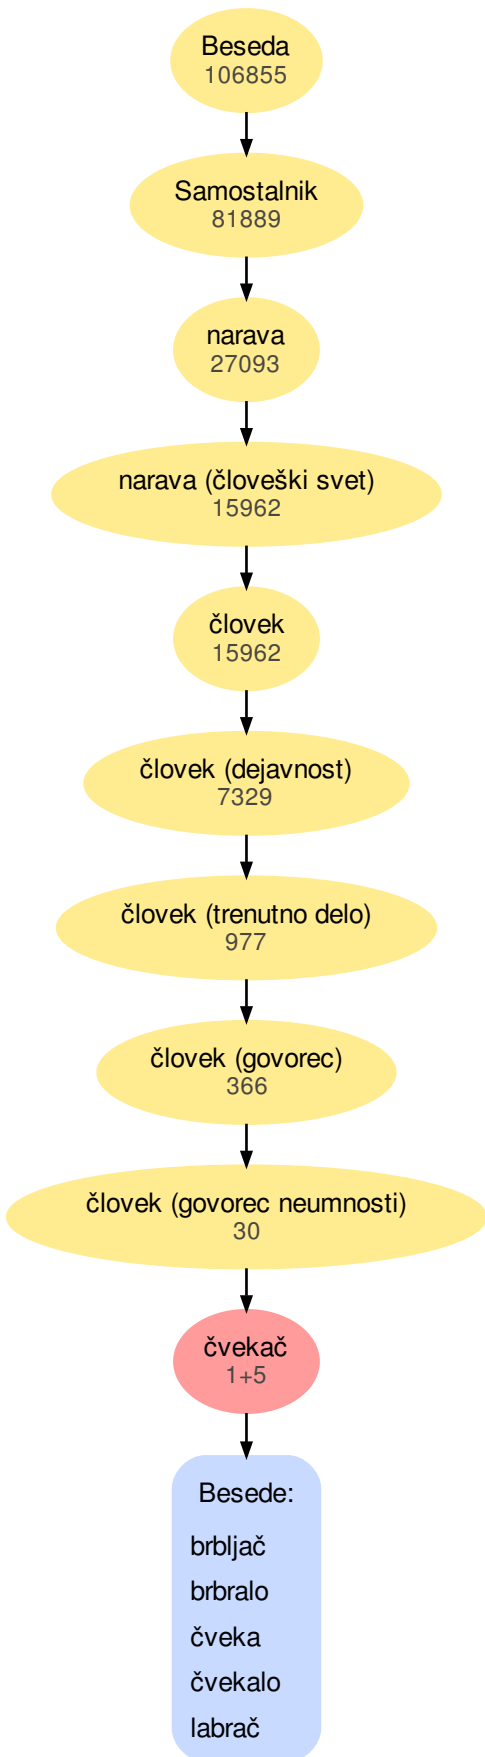 Beseda
106855
Samostalnik
81889
narava
27093
narava (človeški svet)
15962
človek
15962
človek (dejavnost)
7329
človek (trenutno delo)
977
človek (govorec)
366
človek (govorec neumnosti)
30
čvekač
1+5
Besede:
brbljač
brbralo
čveka
čvekalo
labrač